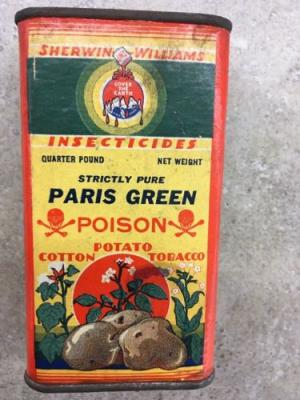 SHERWIN WILLIAMS
COVER
THE
EARTH
INSECTICIDES
QUARTER POUND NET WEIGHT
STRICTLY PURE
PARIS GREEN
POISON
POTATO
COTTON TOBACCO